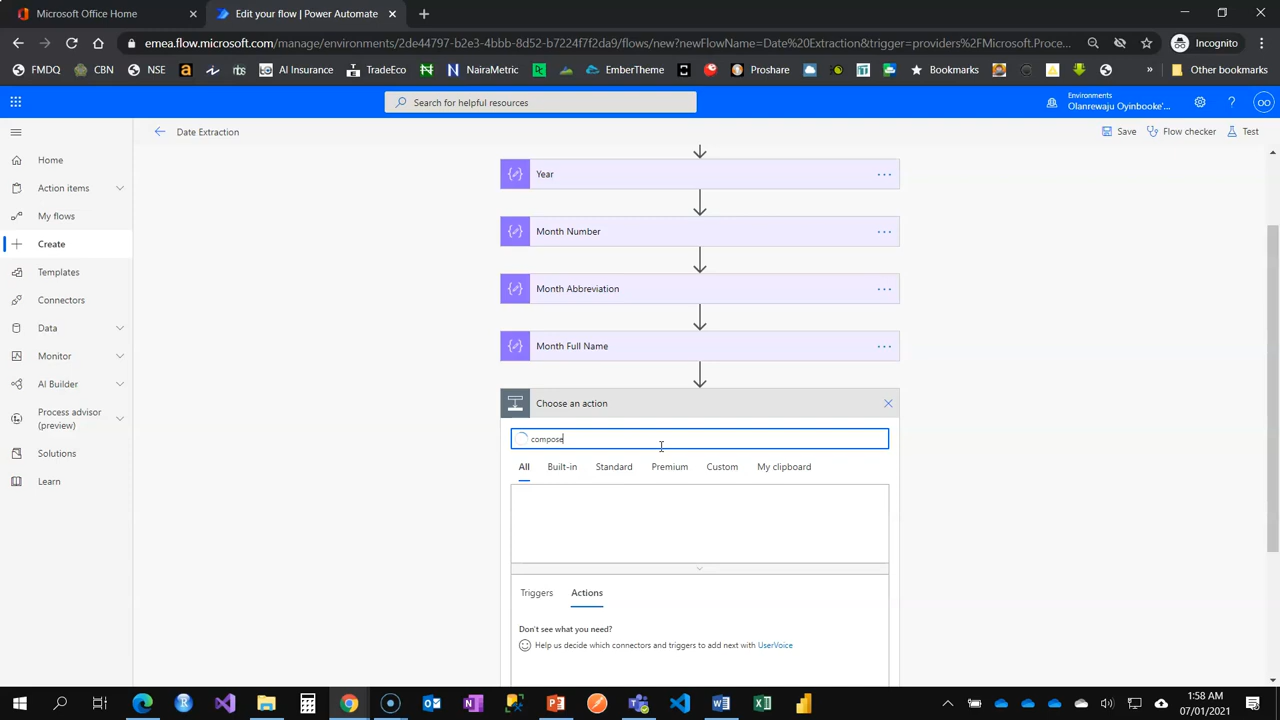 Microsoft Office Home
Edit your flow | Power Automate
emea.flow.microsoft.com/manage/environments/2de44797-b2e2-4bbb-8d52-b7224f7f2da9/flows/new?newFlowName=Date%20Extraction&trigger=providers%2FMicrosoft.Proce...
Incognito
FMDQ
CBN
NSE
AI Insurance
TradeEco
NairaMetric
EmberTheme
Proshare
Bookmarks
»
Other bookmarks
Search for helpful resources
Environments
Olanrewaju Oyinbooke'...
OO
Date Extraction
Save
Flow checker
Test
Home
Action items
My flows
Create
Templates
Connectors
Data
Monitor
AI Builder
Process advisor
(preview)
Solutions
Learn
Year
Month Number
Month Abbreviation
Month Full Name
Choose an action
compose
All
Built-in
Standard
Premium
Custom
My clipboard
Triggers
Actions
Don't see what you need?
Help us decide which connectors and triggers to add next with UserVoice
1:58 AM
07/01/2021